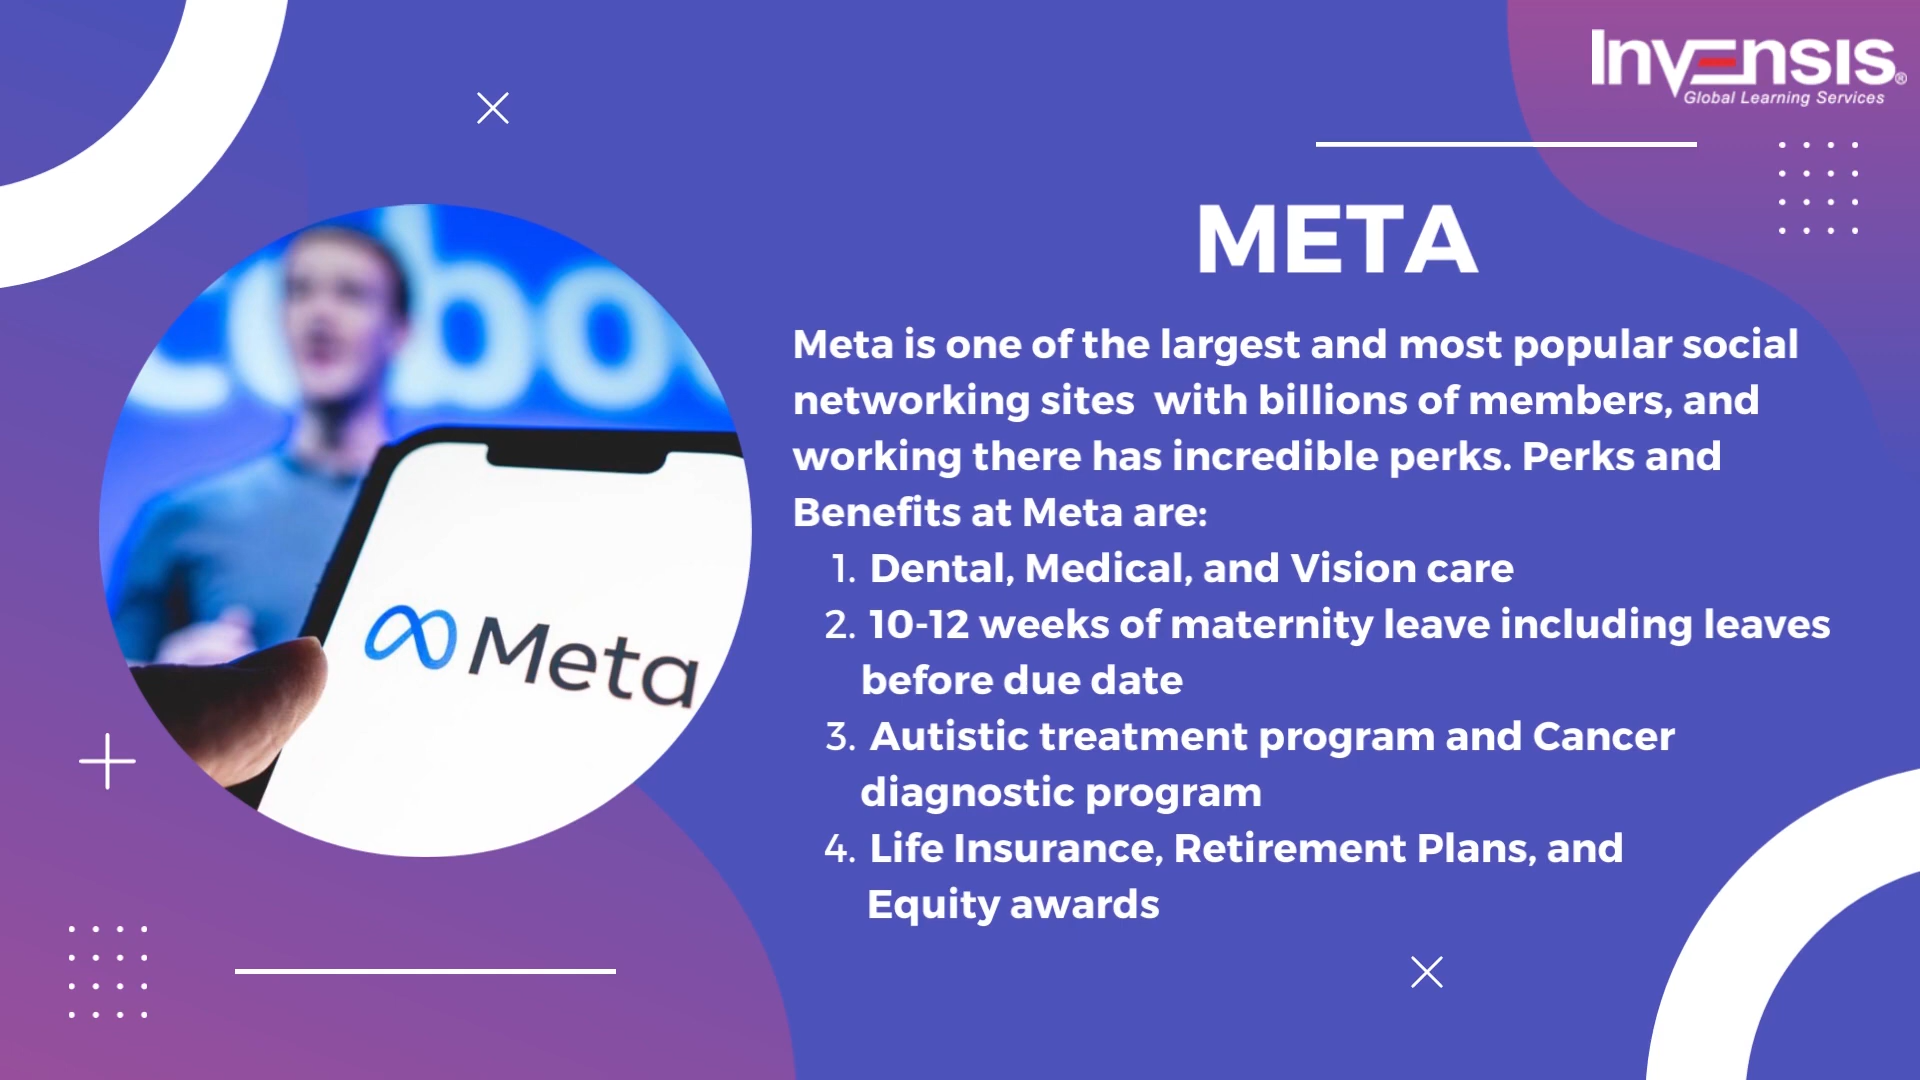 Invensis®
Global Learning Services
META
Meta is one of the largest and most popular social
networking sites with billions of members, and
working there has incredible perks. Perks and
Benefits at Meta are:
1. Dental, Medical, and Vision care
2. 10-12 weeks of maternity leave including leaves
before due date
3. Autistic treatment program and Cancer
diagnostic program
4. Life Insurance, Retirement Plans, and
Equity awards
cebo
Meta